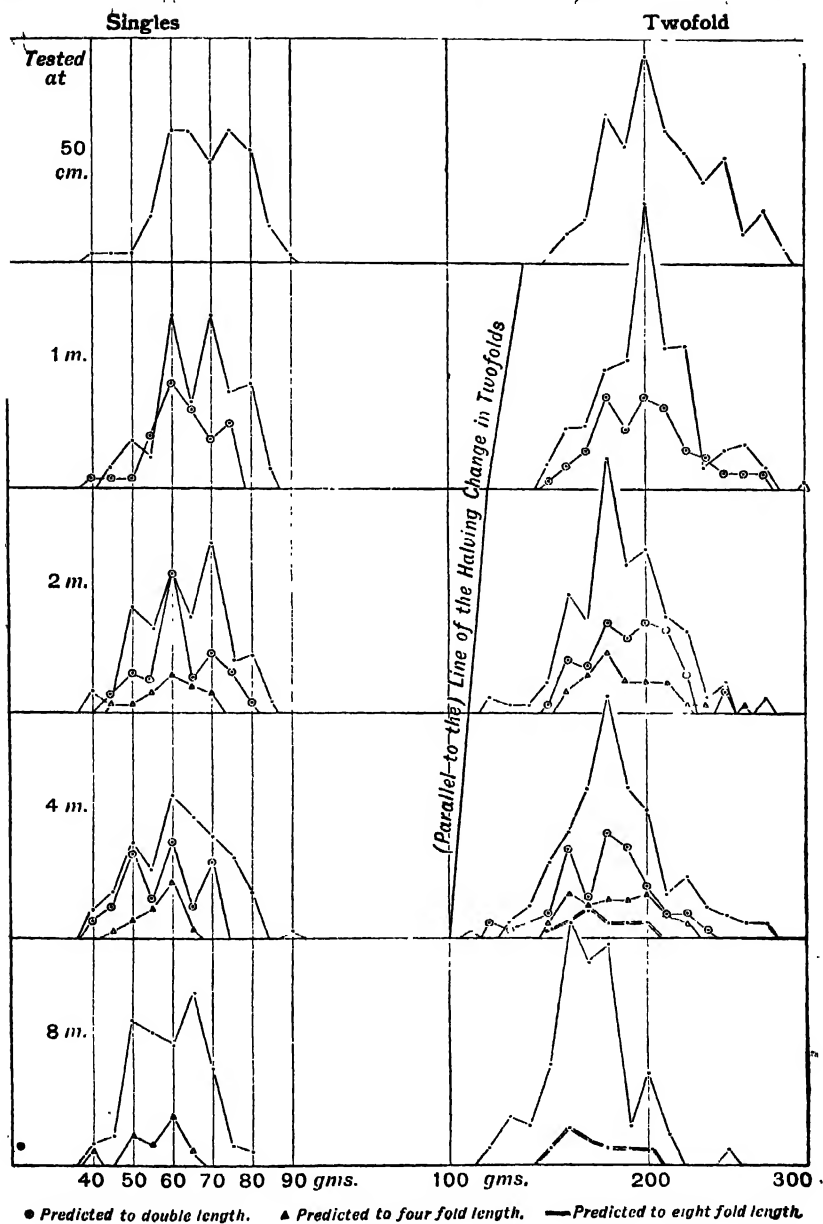 Singles Twofold
Tested
at
50
cm.
1 m.
(Parallel to the) Line of the Halving Change in Twofolds
2 m.
4 m.
8 m.
40 50 60 70 80 90 gms. 100 gms. 200 300
Predicted to double length. Predicted to four fold length. Predicted to eight fold length.